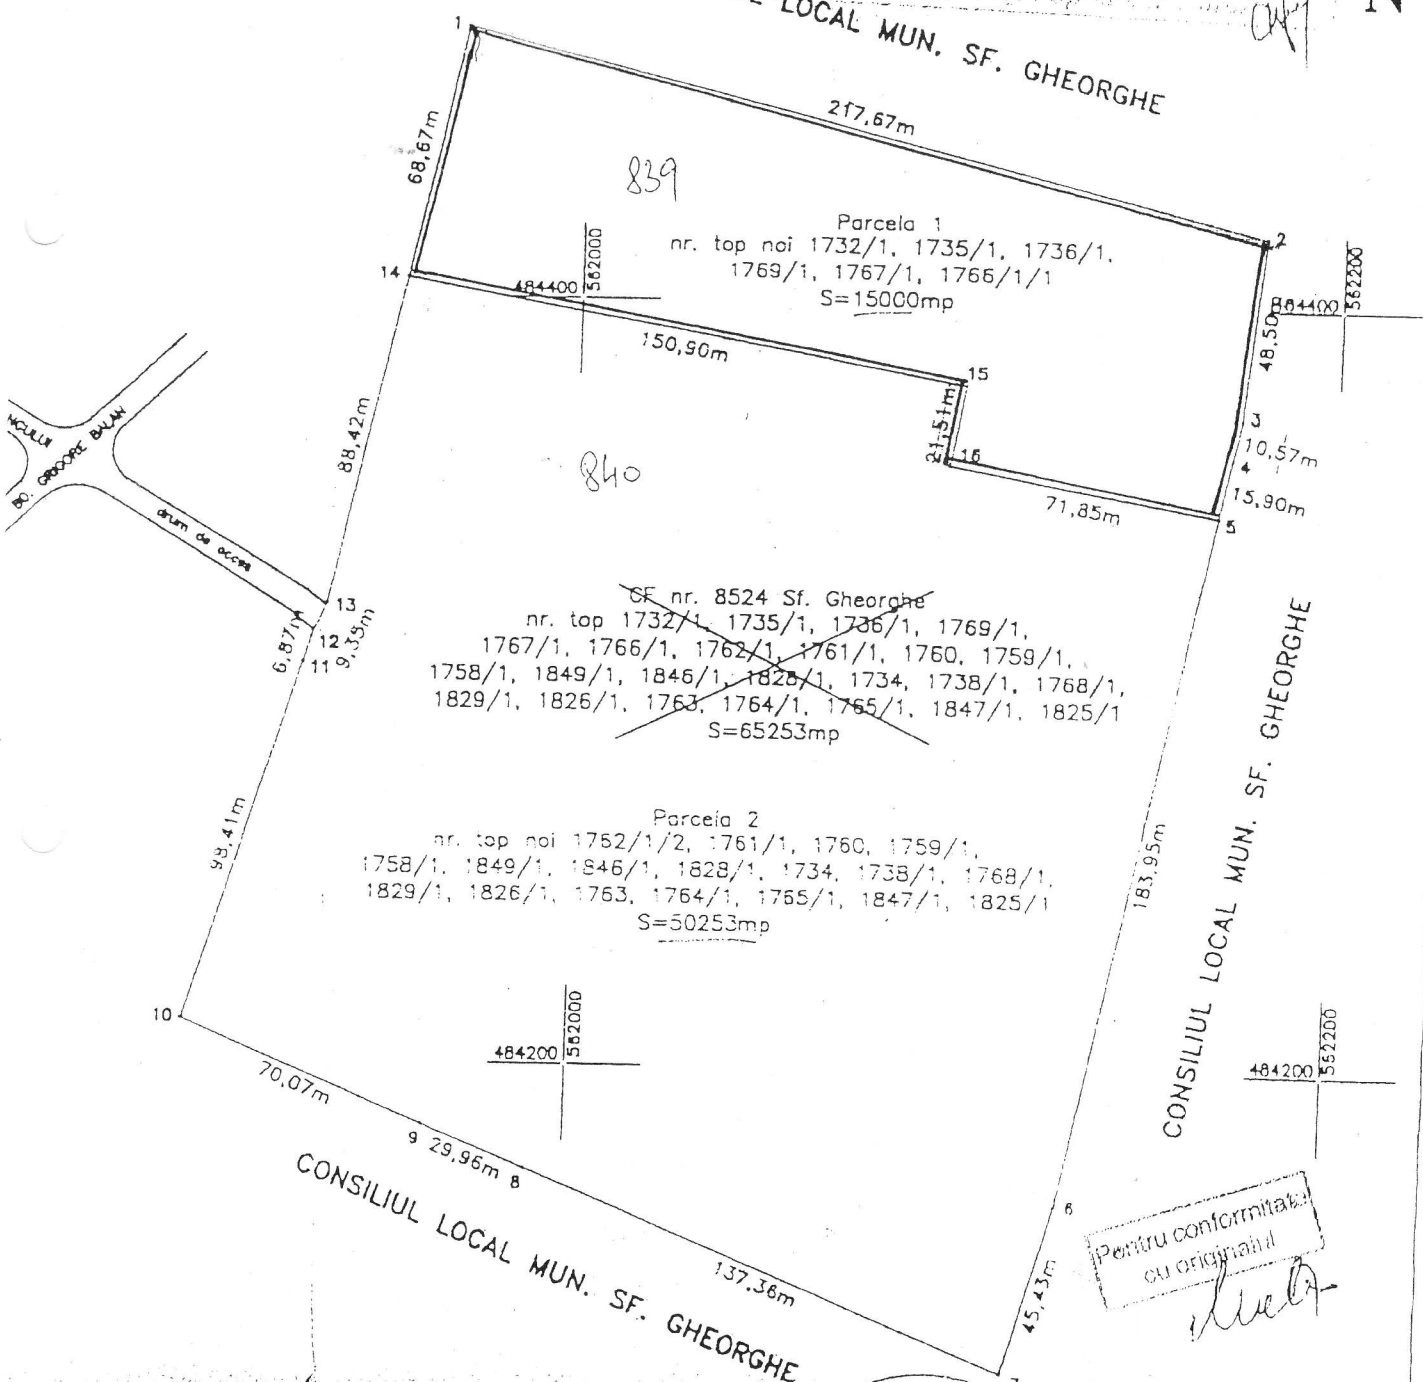 LOCAL MUN. SF. GHEORGHE
N
1
217,67m
68,67m
839
Parcela 1
nr. top noi 1732/1, 1735/1, 1736/1,
1769/1, 1767/1, 1766/1/1
S=15000mp
2
14
484400
562000
562200
48,50
150,90m
15
21,51m
16
3
10,57m
4
15,90m
71,85m
5
88,42m
840
BD. GRIGORE BALAN
drum de acces
13
12
9,35m
6,87m
11
CF nr. 8524 Sf. Gheorghe
nr. top 1732/1, 1735/1, 1736/1, 1769/1,
1767/1, 1766/1, 1762/1, 1761/1, 1760, 1759/1,
1758/1, 1849/1, 1846/1, 1828/1, 1734, 1738/1, 1768/1,
1829/1, 1826/1, 1763, 1764/1, 1765/1, 1847/1, 1825/1
S=65253mp
CONSILIUL LOCAL MUN. SF. GHEORGHE
98,41m
183,95m
Parcela 2
nr. top noi 1762/1/2, 1761/1, 1760, 1759/1,
1758/1, 1849/1, 1846/1, 1828/1, 1734, 1738/1, 1768/1,
1829/1, 1826/1, 1763, 1764/1, 1765/1, 1847/1, 1825/1
S=50253mp
10
484200
562000
484200
562200
70,07m
9
29,96m
8
CONSILIUL LOCAL MUN. SF. GHEORGHE
137,36m
6
45,43m
Pentru conformitate
cu originalul